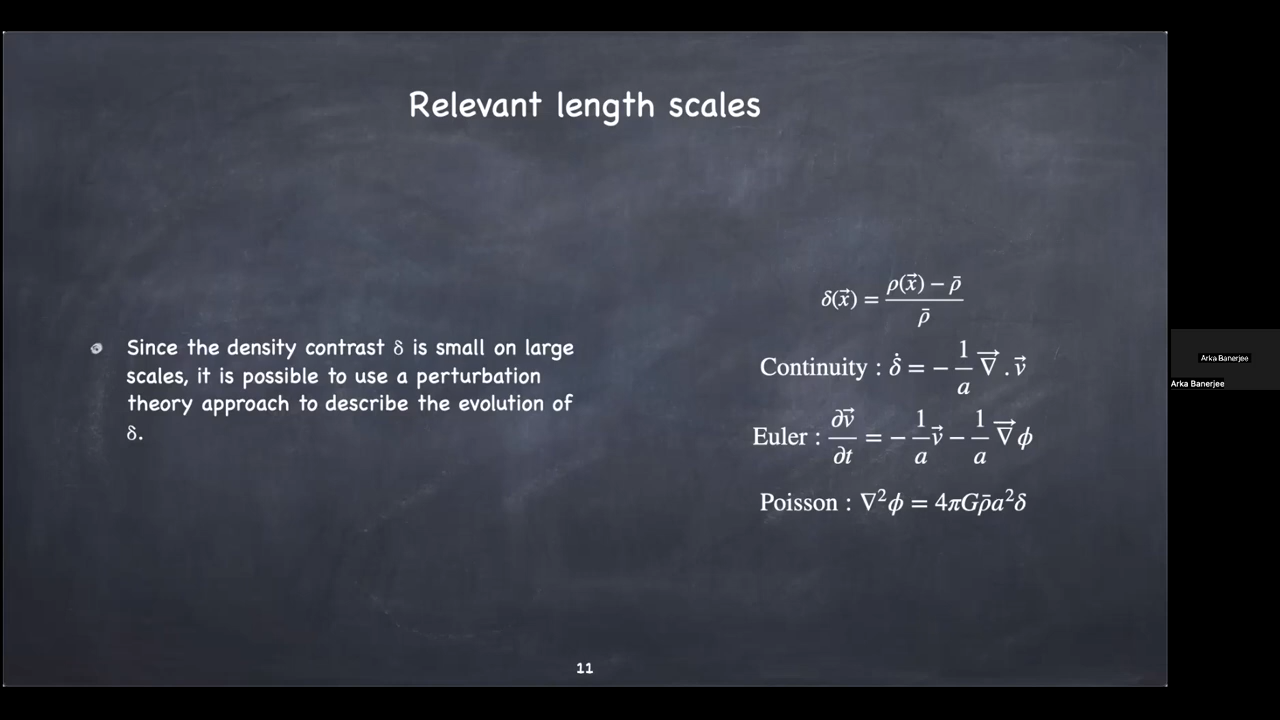 Relevant length scales
Since the density contrast δ is small on large
scales, it is possible to use a perturbation
theory approach to describe the evolution of
δ.
δ(x⃗) = (ρ(x⃗) − ρ̄) / ρ̄
Continuity : δ̇ = − 1/a ∇⃗ . v⃗
Euler : ∂v⃗/∂t = − 1/a v⃗ − 1/a ∇⃗ϕ
Poisson : ∇²ϕ = 4πGρ̄a²δ
11
Arka Banerjee
Arka Banerjee